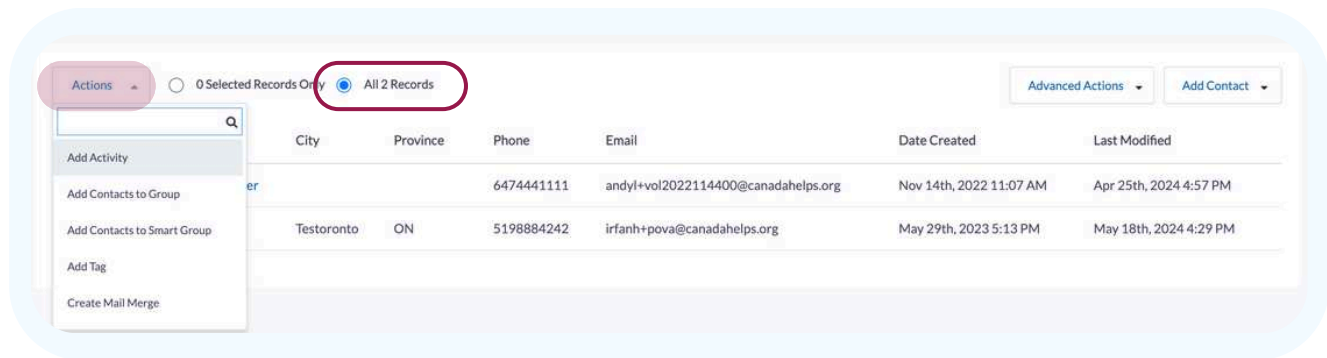 Actions 0 Selected Records Only All 2 Records Advanced Actions Add Contact
City Province Phone Email Date Created Last Modified
Add Activity
er 6474441111 andyl+vol2022114400@canadahelps.org Nov 14th, 2022 11:07 AM Apr 25th, 2024 4:57 PM
Add Contacts to Group
Add Contacts to Smart Group Testoronto ON 5198884242 irfanh+pova@canadahelps.org May 29th, 2023 5:13 PM May 18th, 2024 4:29 PM
Add Tag
Create Mail Merge